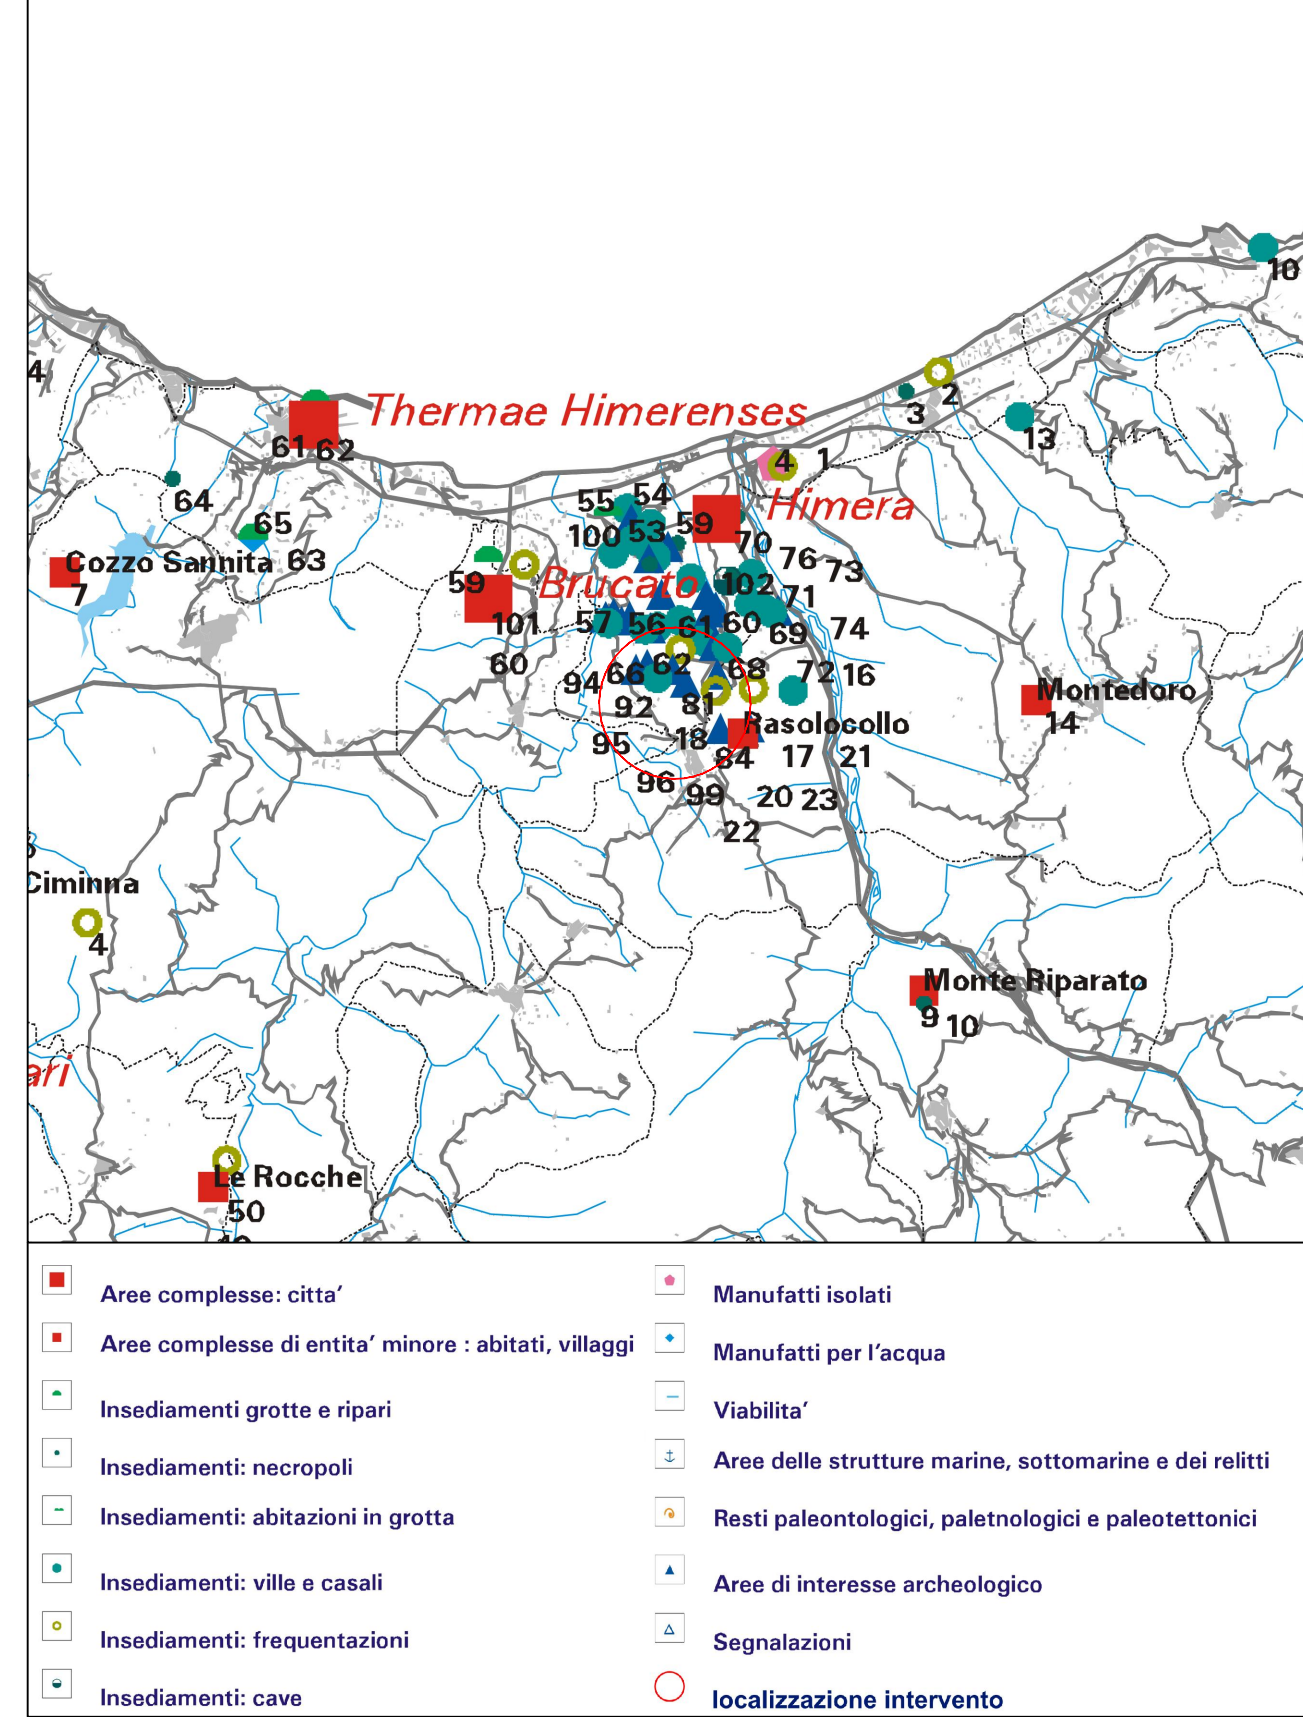 10
4
2
3
13
Thermae Himerenses
61 62
4 1
Himera
64
55 54
65
100 53 59
70
Cozzo Sannita 63
76 73
7
59
Brucato 102
71
101
57 56 61 60
69 74
60
94 66 62 68 72 16
92 81
Montedoro
14
95 18 Rasolocollo
84 17 21
96 99 20 23
22
Ciminna
4
Monte Riparato
9 10
ari
Le Rocche
50
Aree complesse: citta’
Aree complesse di entita’ minore : abitati, villaggi
Insediamenti grotte e ripari
Insediamenti: necropoli
Insediamenti: abitazioni in grotta
Insediamenti: ville e casali
Insediamenti: frequentazioni
Insediamenti: cave
Manufatti isolati
Manufatti per l’acqua
Viabilita’
Aree delle strutture marine, sottomarine e dei relitti
Resti paleontologici, paletnologici e paleotettonici
Aree di interesse archeologico
Segnalazioni
localizzazione intervento